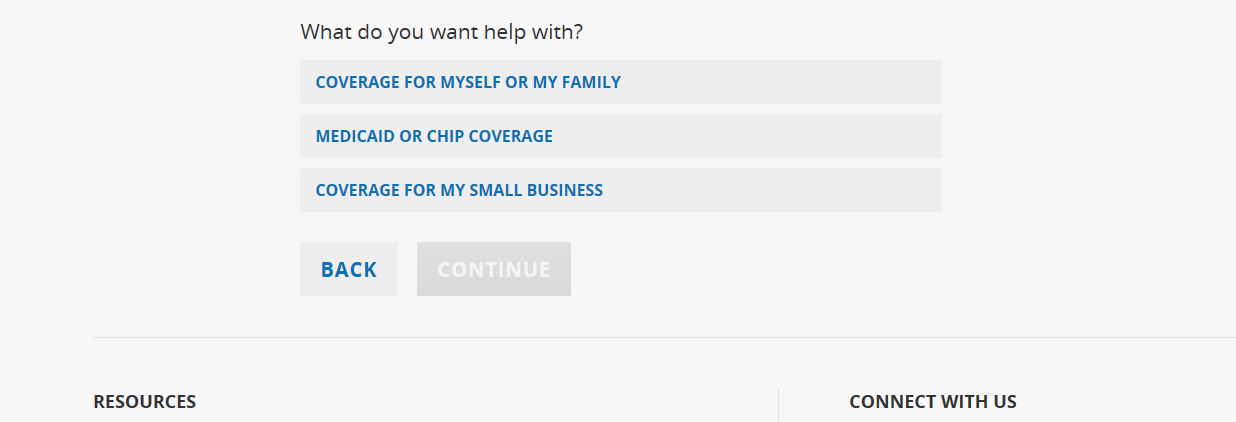 What do you want help with?
COVERAGE FOR MYSELF OR MY FAMILY
MEDICAID OR CHIP COVERAGE
COVERAGE FOR MY SMALL BUSINESS
BACK
CONTINUE
RESOURCES
CONNECT WITH US